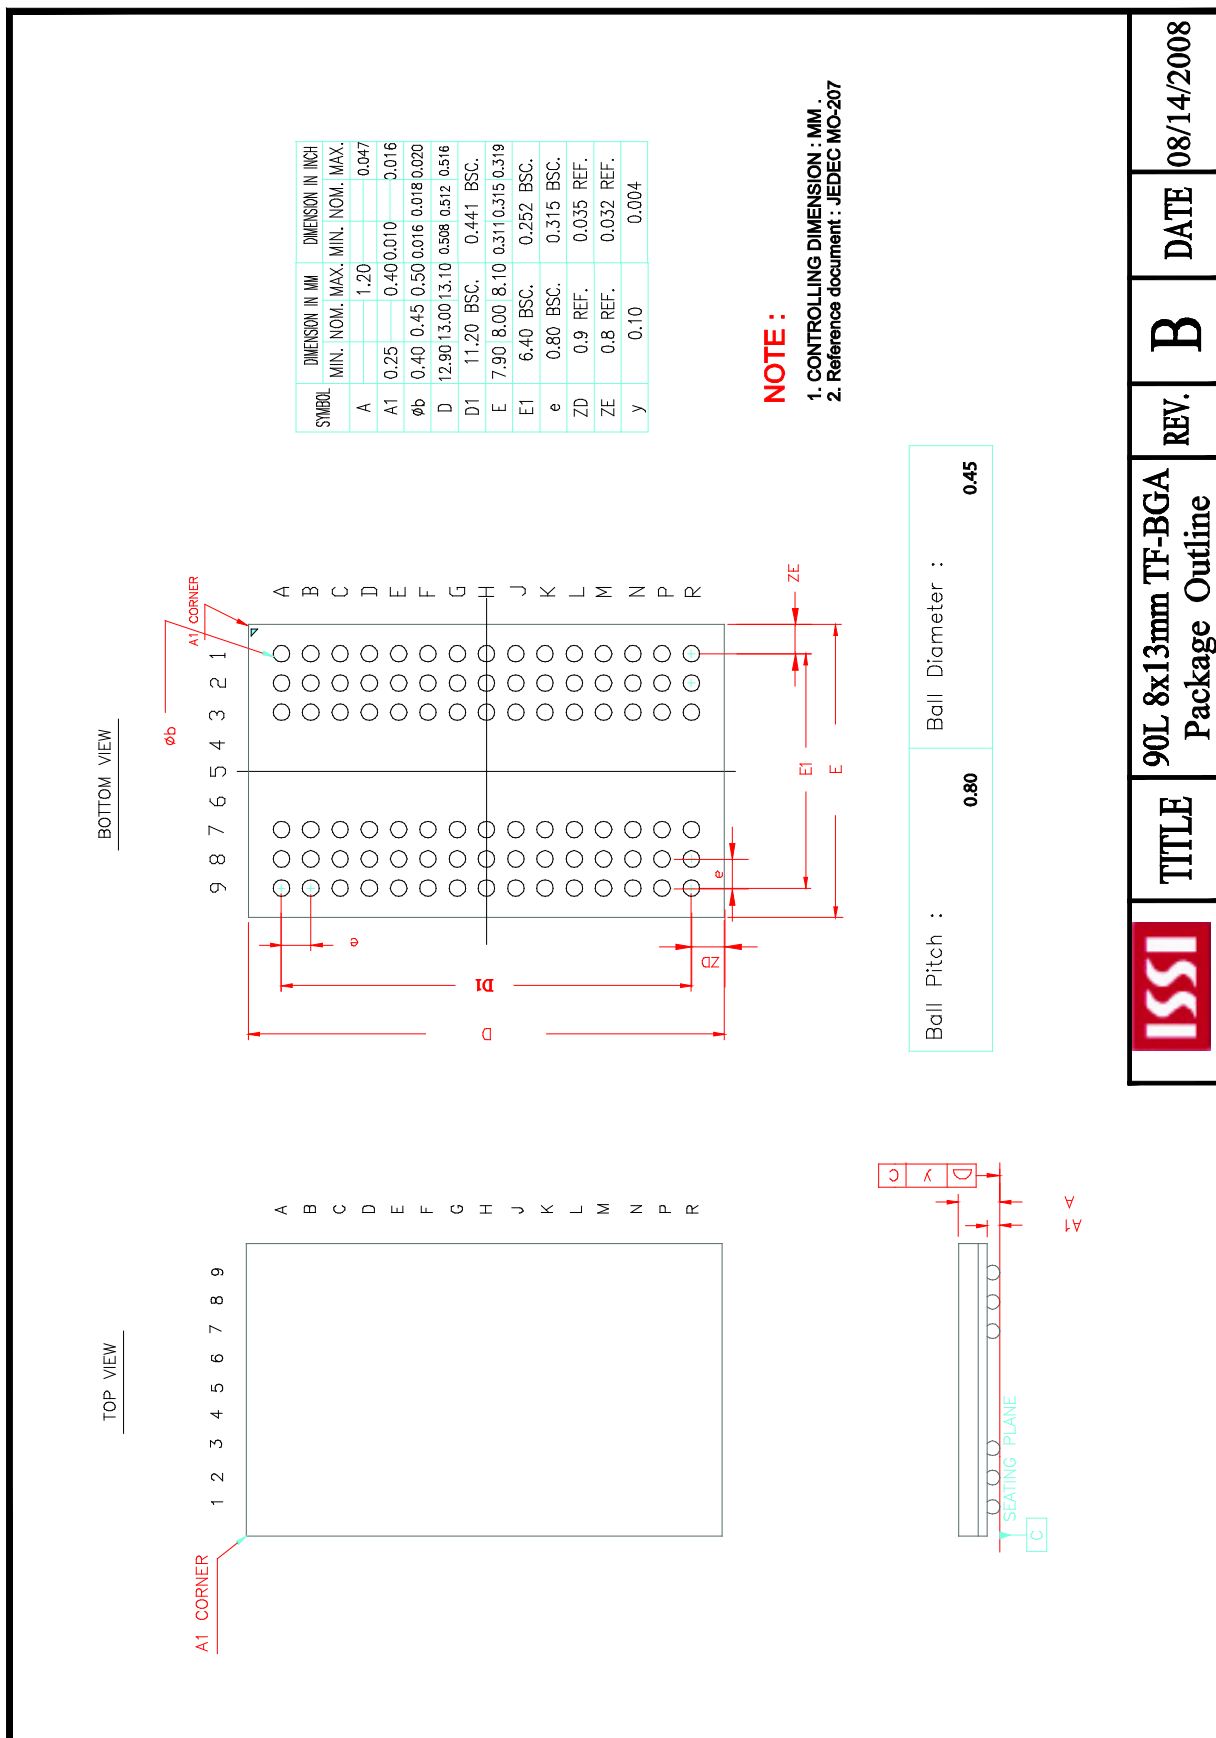 TOP VIEW
A1 CORNER
1 2 3 4 5 6 7 8 9
A
B
C
D
E
F
G
H
J
K
L
M
N
P
R
BOTTOM VIEW
9 8 7 6 5 4 3 2 1
øb
A1 CORNER
A
B
C
D
E
F
G
H
J
K
L
M
N
P
R
e
D1
D
ZD
e
E1
E
ZE
SYMBOL DIMENSION IN MM DIMENSION IN INCH
MIN. NOM. MAX. MIN. NOM. MAX.
A 1.20 0.047
A1 0.25 0.40 0.010 0.016
øb 0.40 0.45 0.50 0.016 0.018 0.020
D 12.90 13.00 13.10 0.508 0.512 0.516
D1 11.20 BSC. 0.441 BSC.
E 7.90 8.00 8.10 0.311 0.315 0.319
E1 6.40 BSC. 0.252 BSC.
e 0.80 BSC. 0.315 BSC.
ZD 0.9 REF. 0.035 REF.
ZE 0.8 REF. 0.032 REF.
y 0.10 0.004
NOTE :
1. CONTROLLING DIMENSION : MM .
2. Reference document : JEDEC MO-207
SEATING PLANE
C
C y D
A
A1
Ball Pitch : 0.80 Ball Diameter : 0.45
ISSI
TITLE
90L 8x13mm TF-BGA
Package Outline
REV.
B
DATE
08/14/2008